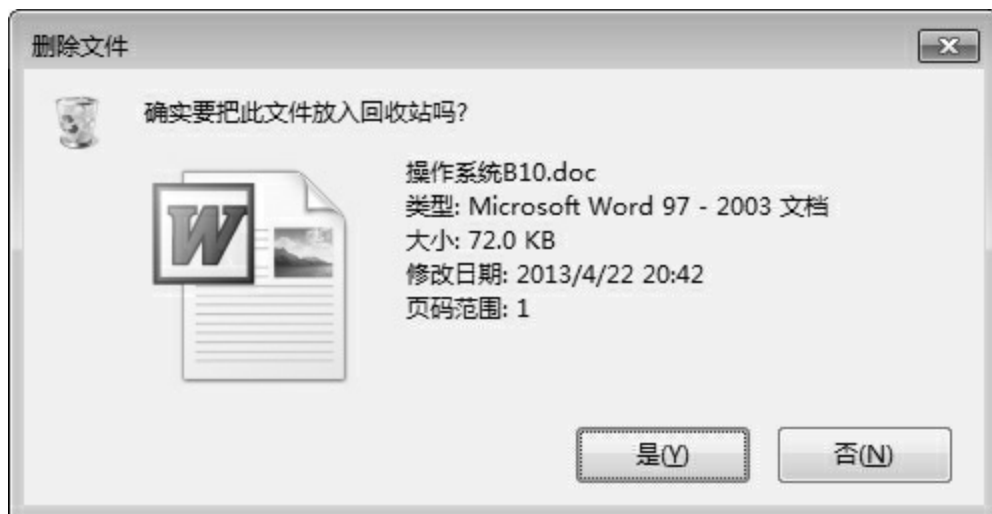 删除文件
确实要把此文件放入回收站吗?
操作系统B10.doc
类型: Microsoft Word 97 - 2003 文档
大小: 72.0 KB
修改日期: 2013/4/22 20:42
页码范围: 1
W
是(Y)
否(N)